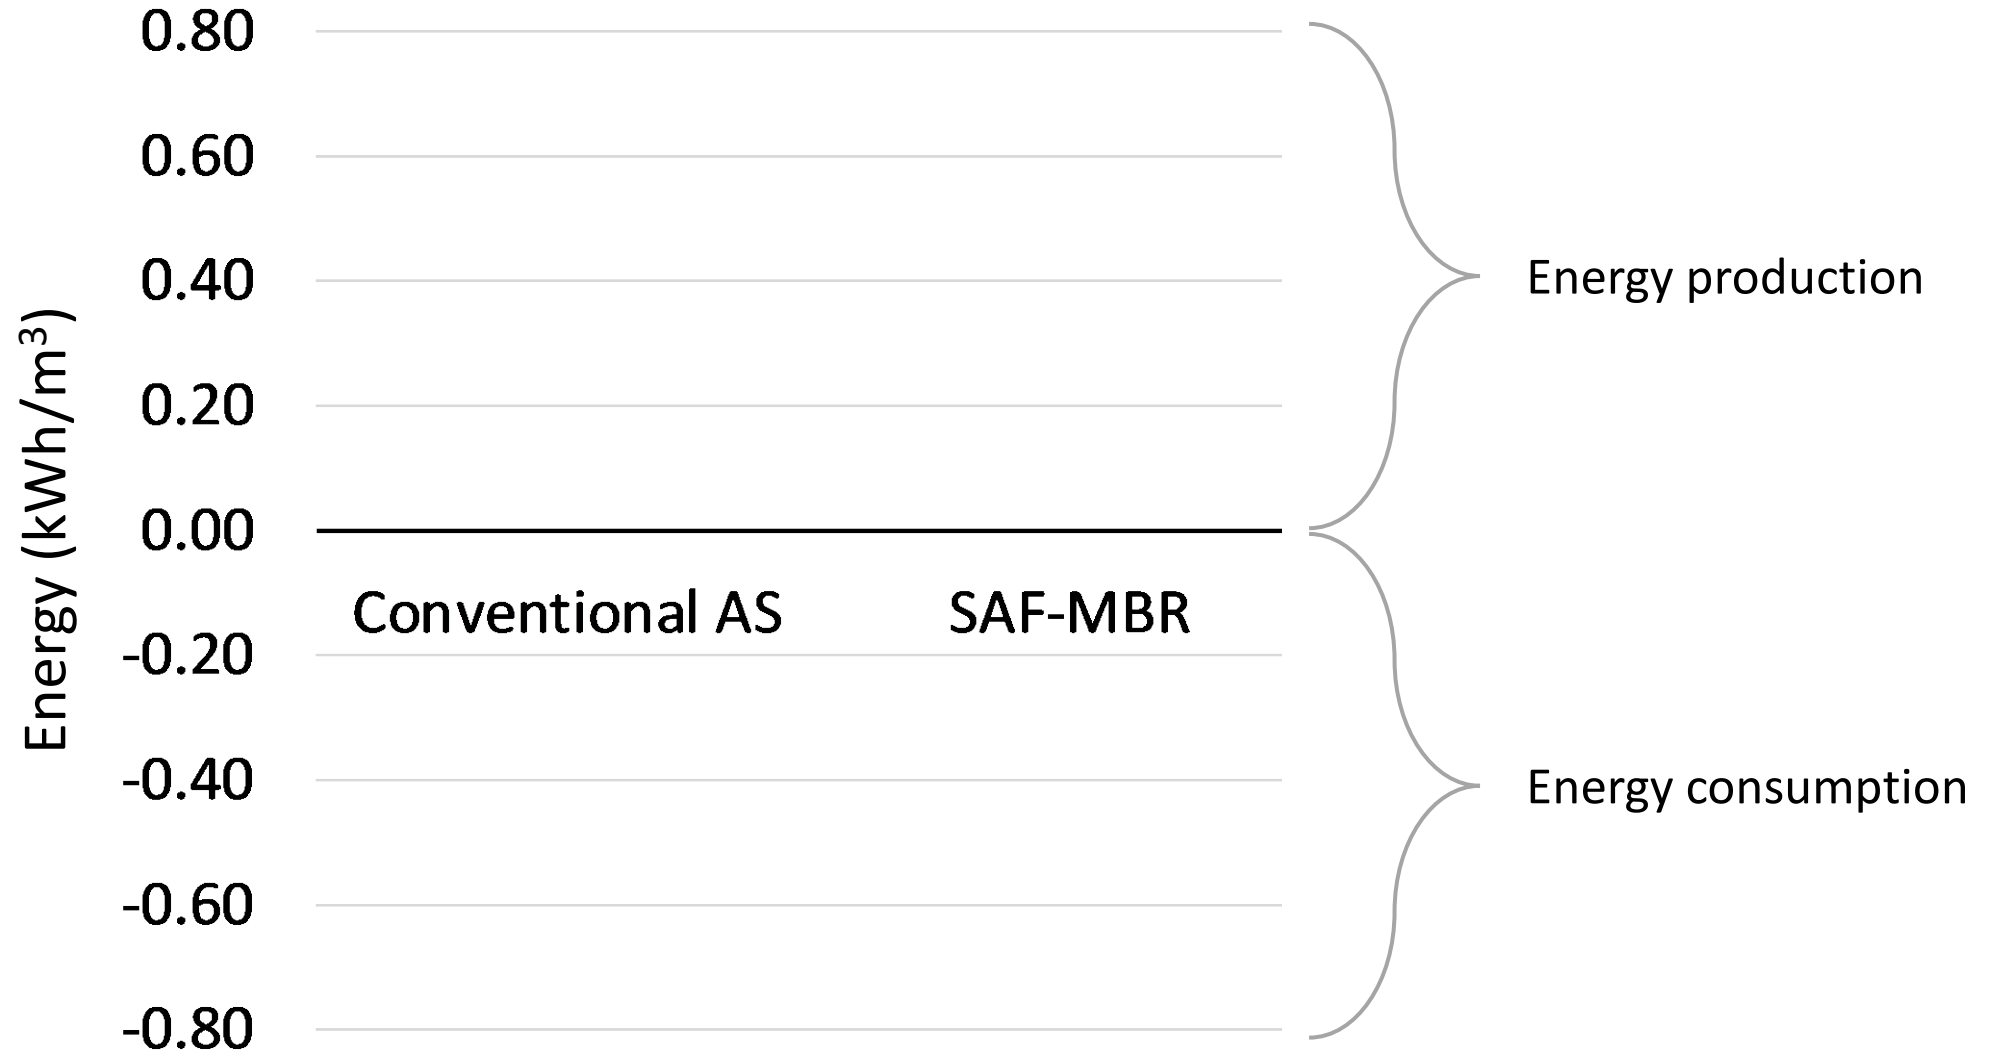 0.80
0.60
0.40
0.20
0.00
-0.20
-0.40
-0.60
-0.80
Energy (kWh/m³)
Conventional AS
SAF-MBR
Energy production
Energy consumption